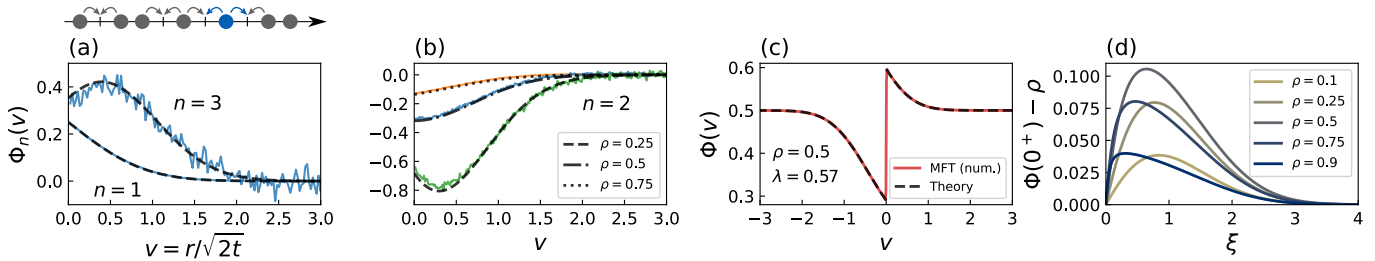 (a)
Φₙ(v)
0.4
0.2
0.0
n = 3
n = 1
0.0 0.5 1.0 1.5 2.0 2.5 3.0
v = r/√2t
(b)
0.0
−0.2
−0.4
−0.6
−0.8
n = 2
ρ = 0.25
ρ = 0.5
ρ = 0.75
0.0 0.5 1.0 1.5 2.0 2.5 3.0
v
(c)
Φ(v)
0.6
0.5
0.4
0.3
ρ = 0.5
λ = 0.57
MFT (num.)
Theory
−3 −2 −1 0 1 2 3
v
(d)
Φ(0⁺) − ρ
0.100
0.075
0.050
0.025
0.000
ρ = 0.1
ρ = 0.25
ρ = 0.5
ρ = 0.75
ρ = 0.9
0 1 2 3 4
ξ